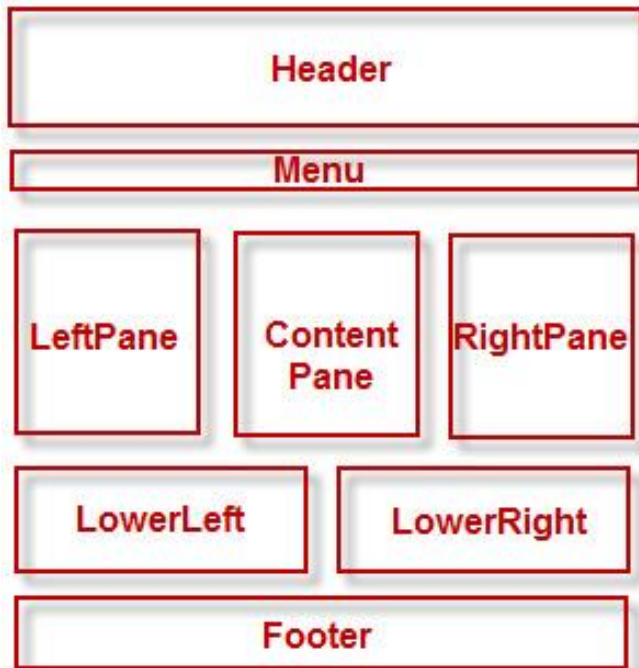 Header
Menu
LeftPane
Content
Pane
RightPane
LowerLeft
LowerRight
Footer